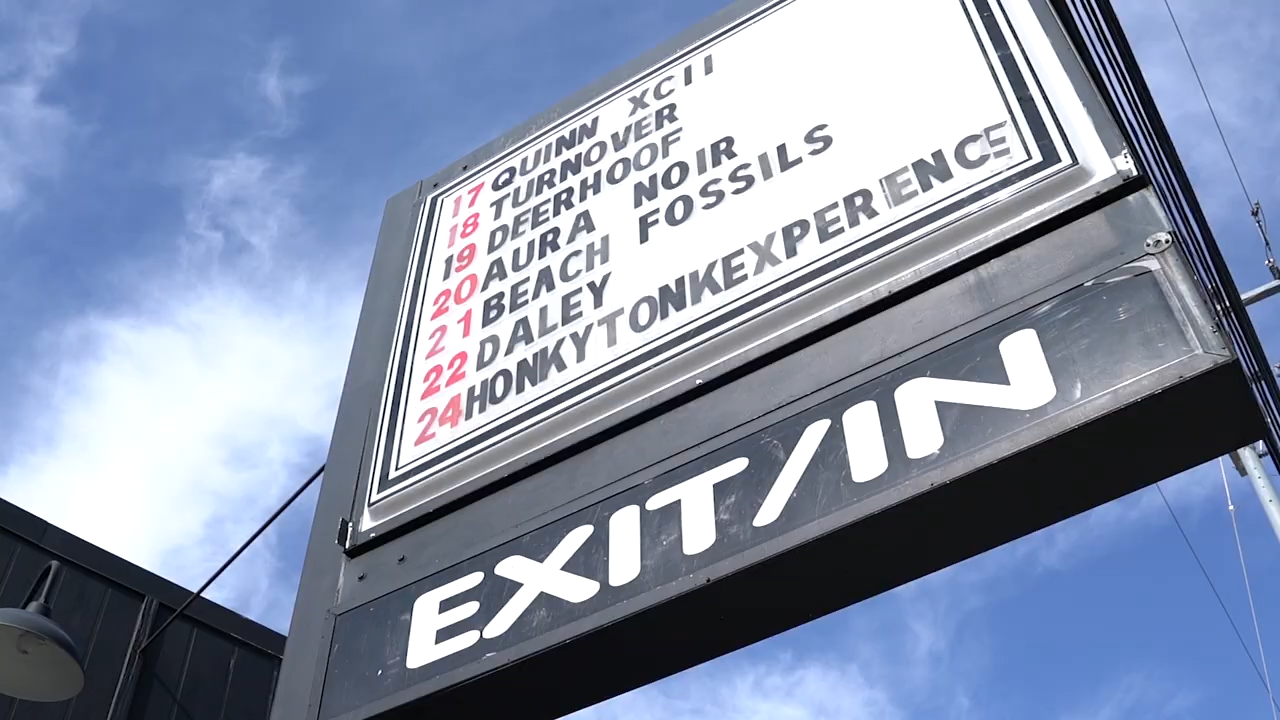 17 QUINN XCII
18 TURNOVER
19 DEERHOOF
20 AURA NOIR
21 BEACH FOSSILS
22 DALEY
24 HONKYTONKEXPERIENCE
EXIT/IN